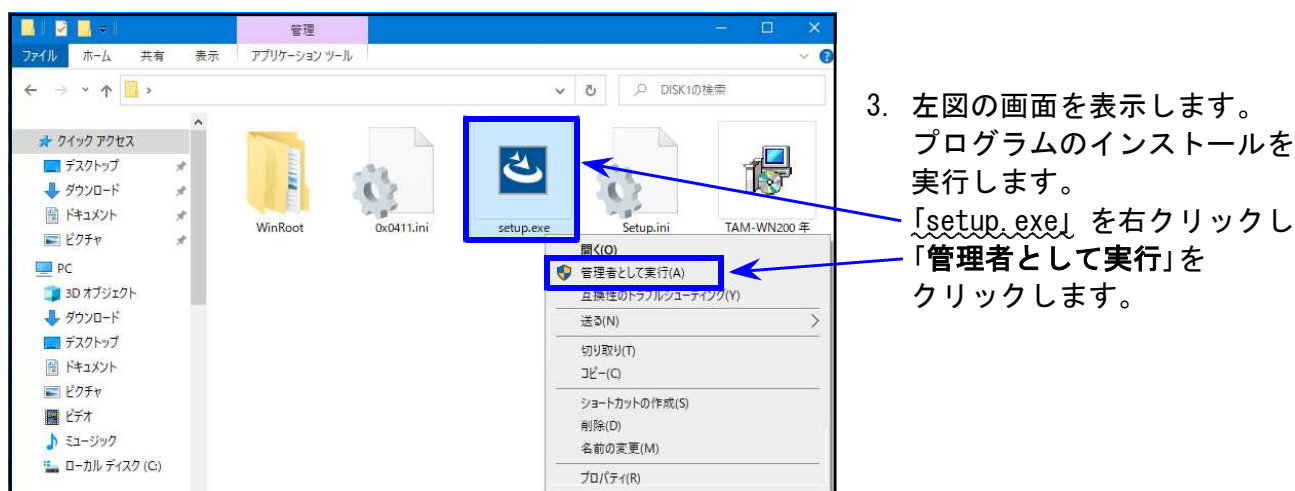 管理
ファイル ホーム 共有 表示 アプリケーション ツール
DISK1の検索
クイック アクセス
デスクトップ
ダウンロード
ドキュメント
ピクチャ
PC
3D オブジェクト
ダウンロード
デスクトップ
ドキュメント
ピクチャ
ビデオ
ミュージック
ローカル ディスク (C:)
WinRoot 0x0411.ini setup.exe Setup.ini TAM-WN200 年
開く(O)
管理者として実行(A)
互換性のトラブルシューティング(Y)
送る(N)
切り取り(T)
コピー(C)
ショートカットの作成(S)
削除(D)
名前の変更(M)
プロパティ(R)
3. 左図の画面を表示します。
プログラムのインストールを
実行します。
「setup.exe」を右クリックし
「管理者として実行」を
クリックします。